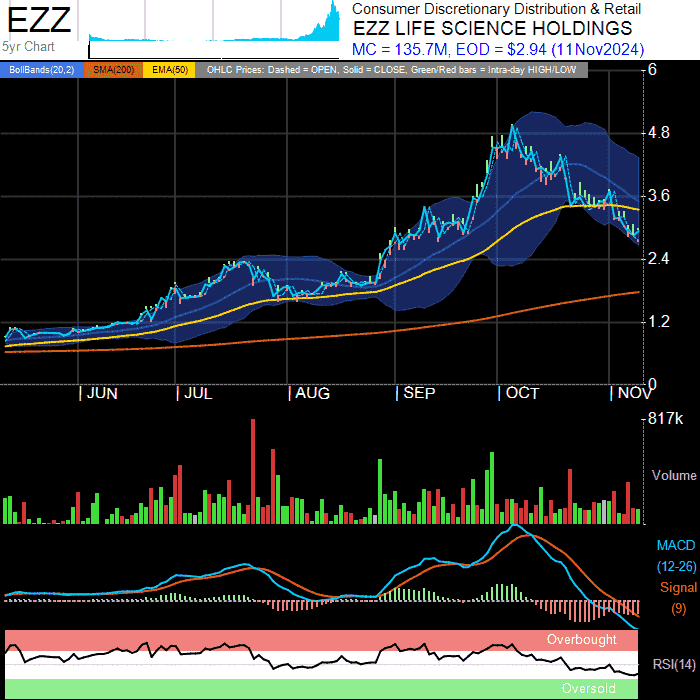 EZZ
5yr Chart
Consumer Discretionary Distribution & Retail
EZZ LIFE SCIENCE HOLDINGS
MC = 135.7M, EOD = $2.94 (11Nov2024)
BollBands(20,2) SMA(200) EMA(50) OHLC Prices: Dashed = OPEN, Solid = CLOSE, Green/Red bars = Intra-day HIGH/LOW
6
4.8
3.6
2.4
1.2
0
JUN JUL AUG SEP OCT NOV
817k
Volume
MACD
(12-26)
Signal
(9)
Overbought
RSI(14)
Oversold